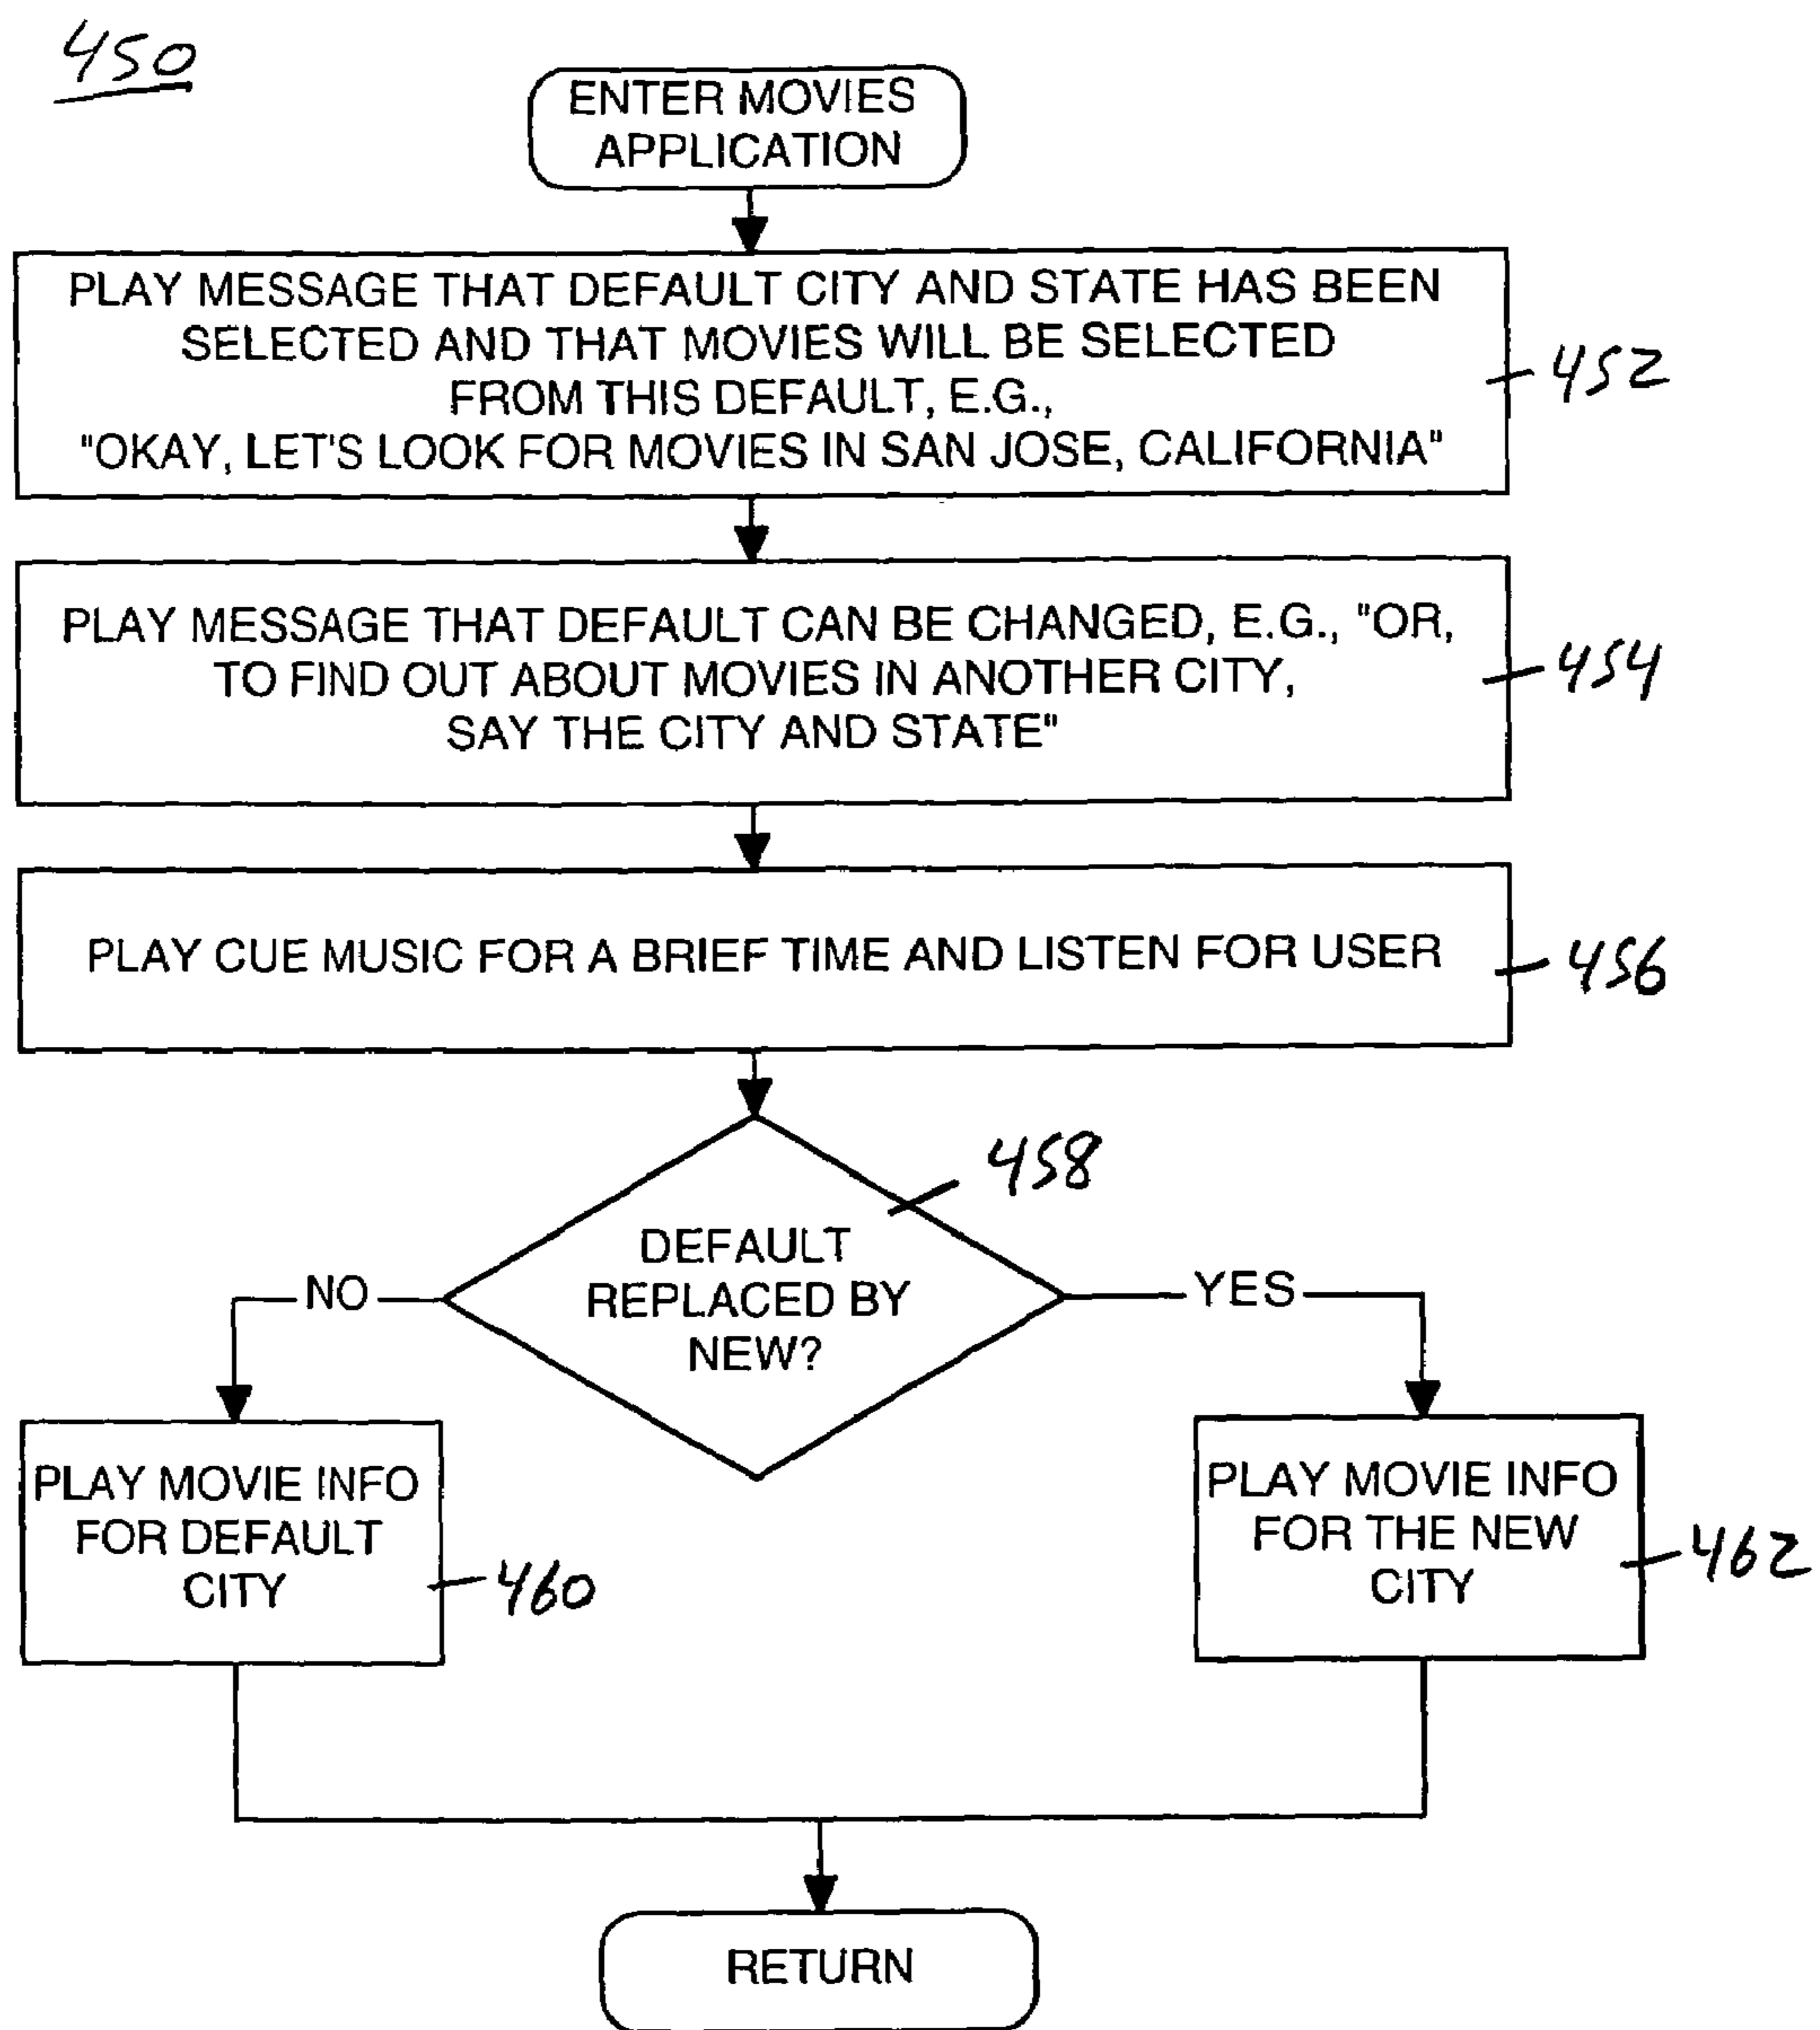 450
ENTER MOVIES
APPLICATION
PLAY MESSAGE THAT DEFAULT CITY AND STATE HAS BEEN
SELECTED AND THAT MOVIES WILL BE SELECTED
FROM THIS DEFAULT, E.G.,
"OKAY, LET'S LOOK FOR MOVIES IN SAN JOSE, CALIFORNIA"
452
PLAY MESSAGE THAT DEFAULT CAN BE CHANGED, E.G., "OR,
TO FIND OUT ABOUT MOVIES IN ANOTHER CITY,
SAY THE CITY AND STATE"
454
PLAY CUE MUSIC FOR A BRIEF TIME AND LISTEN FOR USER
456
458
DEFAULT
REPLACED BY
NEW?
NO
YES
PLAY MOVIE INFO
FOR DEFAULT
CITY
460
PLAY MOVIE INFO
FOR THE NEW
CITY
462
RETURN